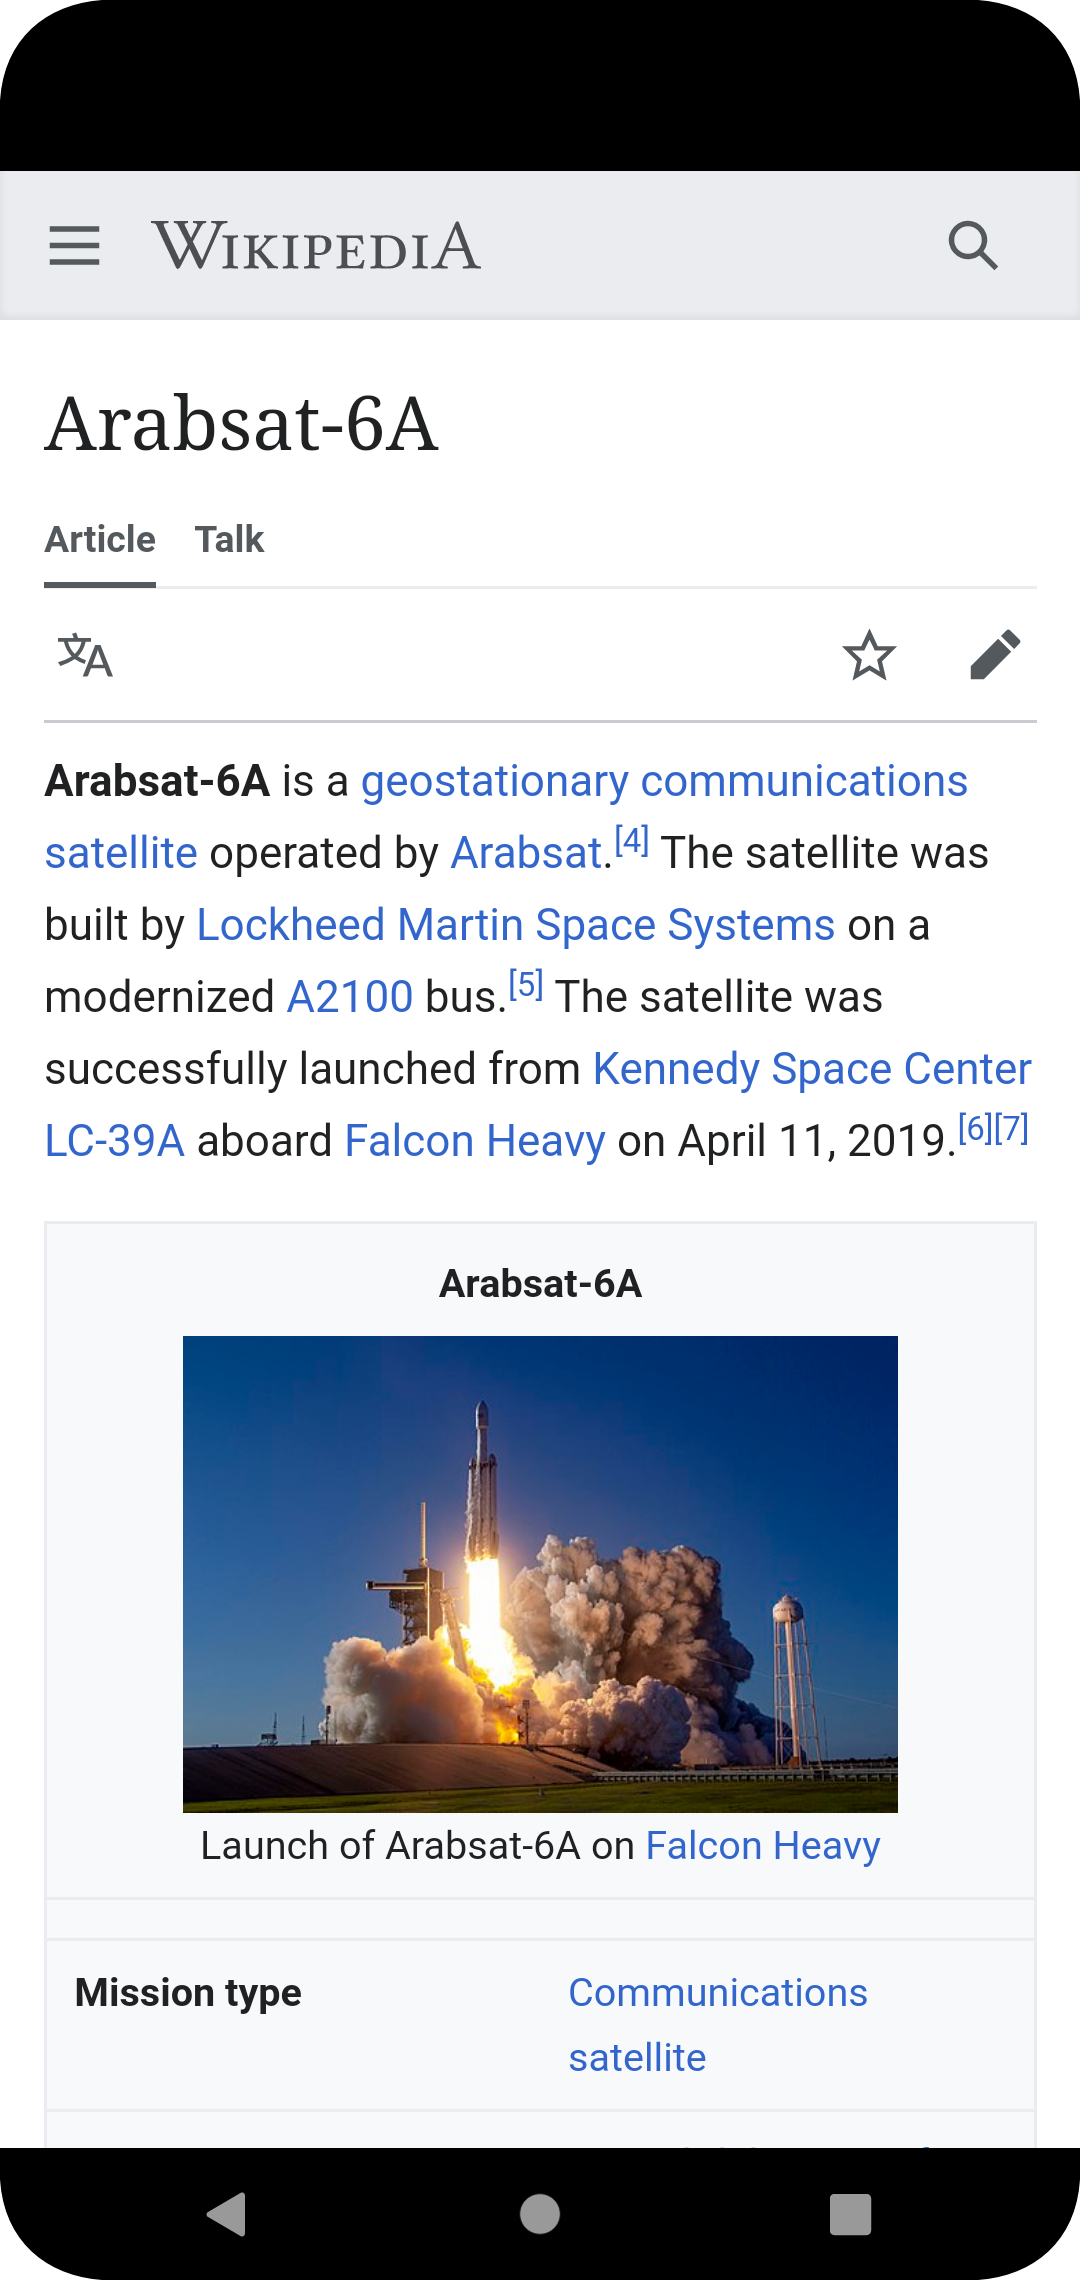 WIKIPEDIA
Arabsat-6A
Article Talk
Arabsat-6A is a geostationary communications
satellite operated by Arabsat.[4] The satellite was
built by Lockheed Martin Space Systems on a
modernized A2100 bus.[5] The satellite was
successfully launched from Kennedy Space Center
LC-39A aboard Falcon Heavy on April 11, 2019.[6][7]
Arabsat-6A
Launch of Arabsat-6A on Falcon Heavy
Mission type Communications
satellite